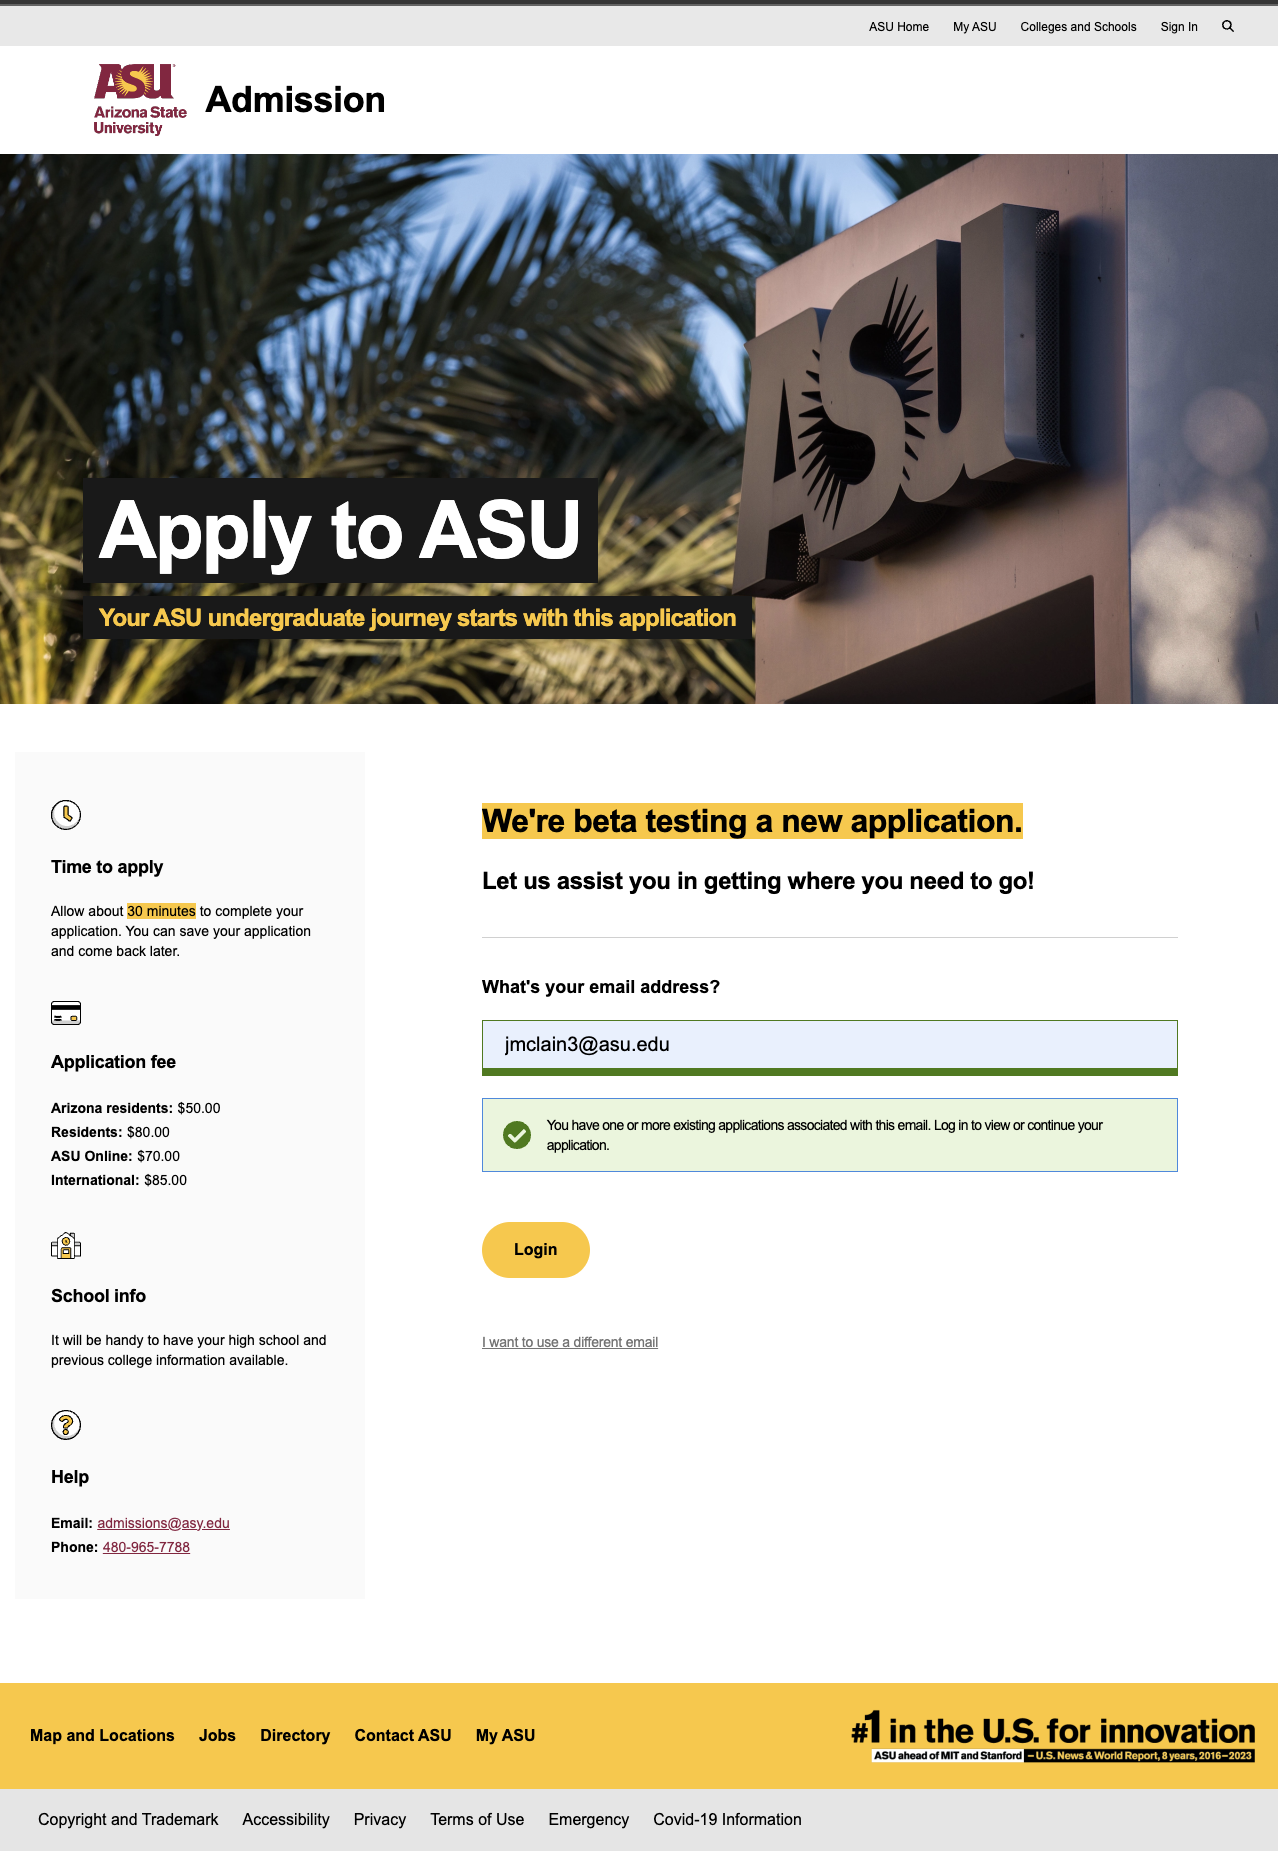 ASU Home My ASU Colleges and Schools Sign In
ASU
Arizona State
University
Admission
ASU
Apply to ASU
Your ASU undergraduate journey starts with this application
Time to apply
Allow about 30 minutes to complete your
application. You can save your application
and come back later.
Application fee
Arizona residents: $50.00
Residents: $80.00
ASU Online: $70.00
International: $85.00
School info
It will be handy to have your high school and
previous college information available.
Help
Email: admissions@asy.edu
Phone: 480-965-7788
We're beta testing a new application.
Let us assist you in getting where you need to go!
What's your email address?
jmclain3@asu.edu
You have one or more existing applications associated with this email. Log in to view or continue your
application.
Login
I want to use a different email
Map and Locations Jobs Directory Contact ASU My ASU
#1 in the U.S. for innovation
ASU ahead of MIT and Stanford – U.S. News & World Report, 8 years, 2016–2023
Copyright and Trademark Accessibility Privacy Terms of Use Emergency Covid-19 Information